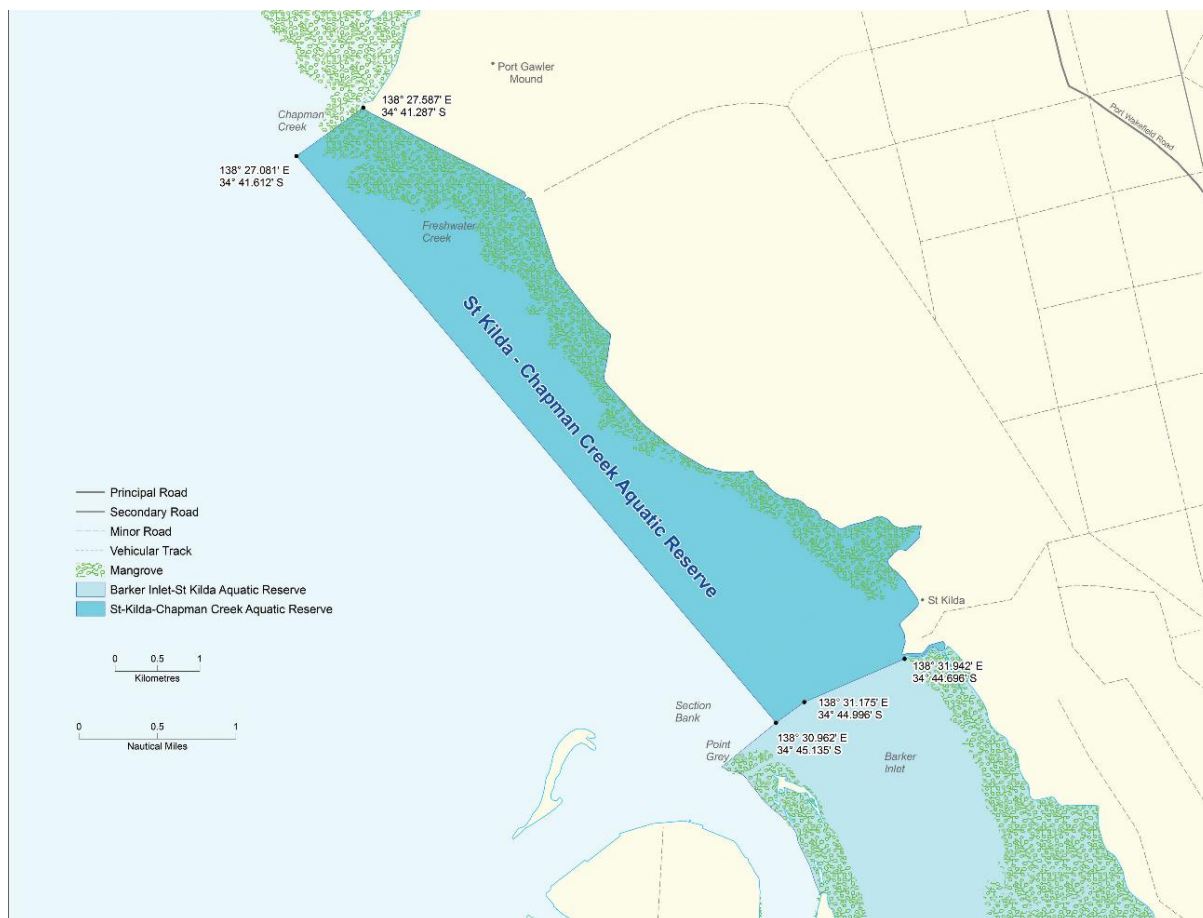 Port Gawler
Mound
138° 27.587' E
34° 41.287' S
Chapman
Creek
138° 27.081' E
34° 41.612' S
Port Wakefield Road
Freshwater
Creek
St Kilda - Chapman Creek Aquatic Reserve
Principal Road
Secondary Road
Minor Road
Vehicular Track
Mangrove
Barker Inlet-St Kilda Aquatic Reserve
St-Kilda-Chapman Creek Aquatic Reserve
0 0.5 1
Kilometres
0 0.5 1
Nautical Miles
St Kilda
138° 31.942' E
34° 44.696' S
138° 31.175' E
34° 44.996' S
Section
Bank
138° 30.962' E
34° 45.135' S
Point
Grey
Barker
Inlet